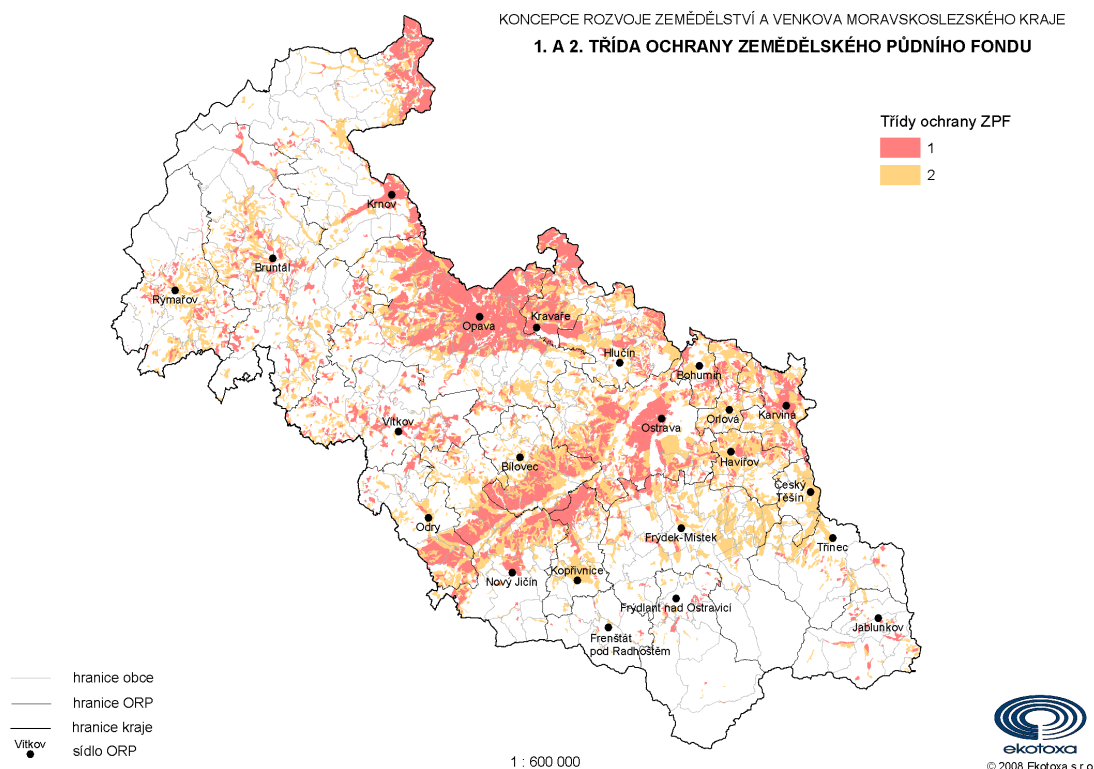 KONCEPCE ROZVOJE ZEMĚDĚLSTVÍ A VENKOVA MORAVSKOSLEZSKÉHO KRAJE
1. A 2. TŘÍDA OCHRANY ZEMĚDĚLSKÉHO PŮDNÍHO FONDU
Třídy ochrany ZPF
1
2
Krnov
Bruntál
Rýmařov
Opava
Kravaře
Hlučín
Bohumín
Karviná
Orlová
Ostrava
Vítkov
Havířov
Bílovec
Český
Těšín
Odry
Frýdek-Místek
Třinec
Kopřivnice
Nový Jičín
Frýdlant nad Ostravicí
Jablunkov
Frenštát
pod Radhoštěm
hranice obce
hranice ORP
hranice kraje
Vítkov
sídlo ORP
1 : 600 000
ekotoxa
© 2008 Ekotoxa s.r.o